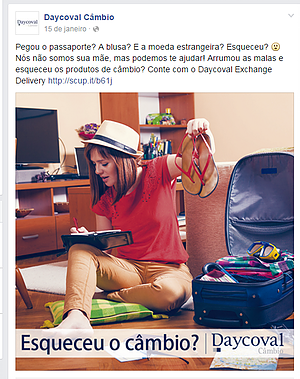 Daycoval Câmbio
15 de janeiro
Pegou o passaporte? A blusa? E a moeda estrangeira? Esqueceu? 😟
Nós não somos sua mãe, mas podemos te ajudar! Arrumou as malas e
esqueceu os produtos de câmbio? Conte com o Daycoval Exchange
Delivery http://scup.it/b61j
Esqueceu o câmbio? Daycoval
Câmbio